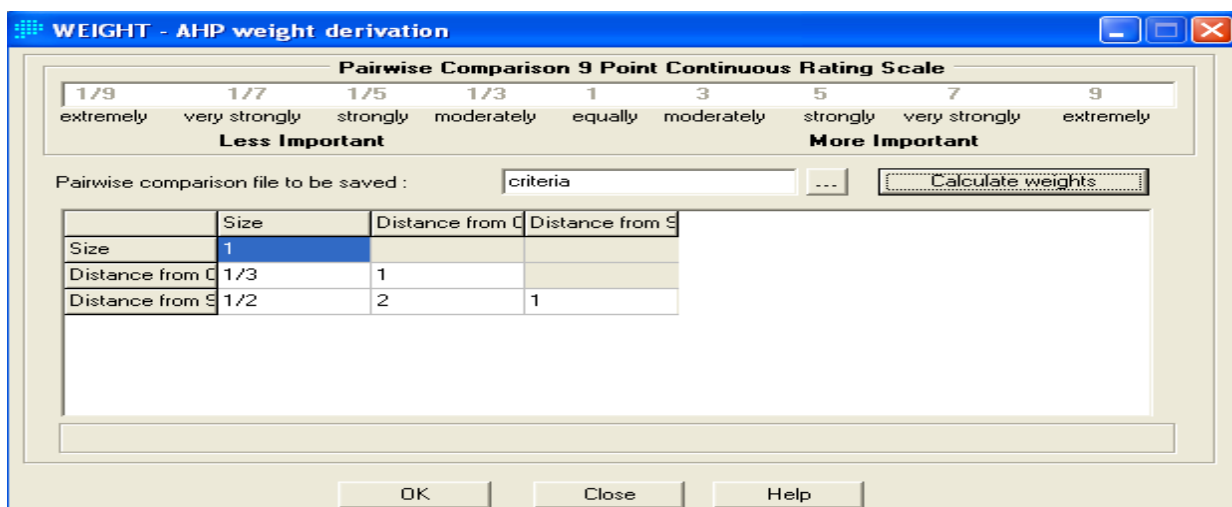 WEIGHT - AHP weight derivation
Pairwise Comparison 9 Point Continuous Rating Scale
1/9 1/7 1/5 1/3 1 3 5 7 9
extremely very strongly strongly moderately equally moderately strongly very strongly extremely
Less Important More Important
Pairwise comparison file to be saved : criteria ... Calculate weights
Size Distance from C Distance from S
Size 1
Distance from C 1/3 1
Distance from S 1/2 2 1
OK Close Help